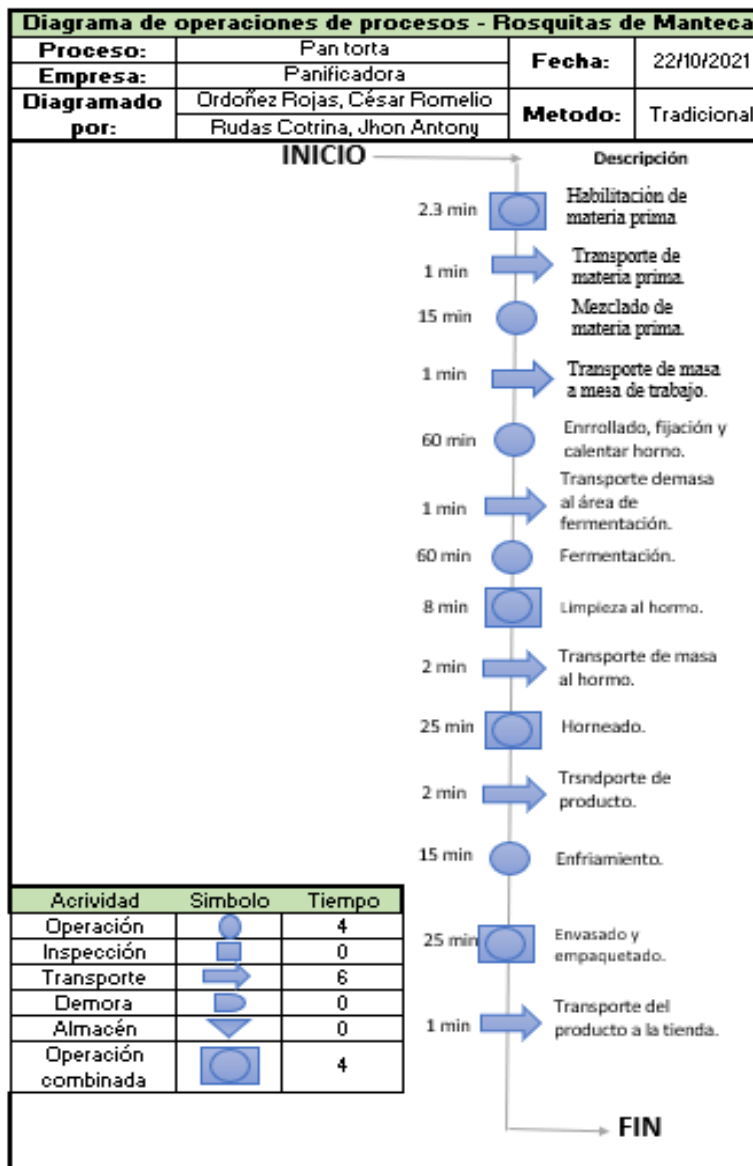 Diagrama de operaciones de procesos - Rosquitas de Manteca
Proceso: Pan torta Fecha: 22/10/2021
Empresa: Panificadora
Diagramado por: Ordoñez Rojas, César Romelio Metodo: Tradicional
Rudas Cotrina, Jhon Antony
INICIO
Descripción
2.3 min Habilitación de
materia prima
1 min Transporte de
materia prima.
15 min Mezclado de
materia prima.
1 min Transporte de masa
a mesa de trabajo.
60 min Enrrollado, fijación y
calentar horno.
1 min Transporte demasa
al área de
fermentación.
60 min Fermentación.
8 min Limpieza al hormo.
2 min Transporte de masa
al hormo.
25 min Horneado.
2 min Trsndporte de
producto.
15 min Enfriamiento.
25 min Envasado y
empaquetado.
1 min Transporte del
producto a la tienda.
FIN
Acrividad Simbolo Tiempo
Operación 4
Inspección 0
Transporte 6
Demora 0
Almacén 0
Operación
combinada 4